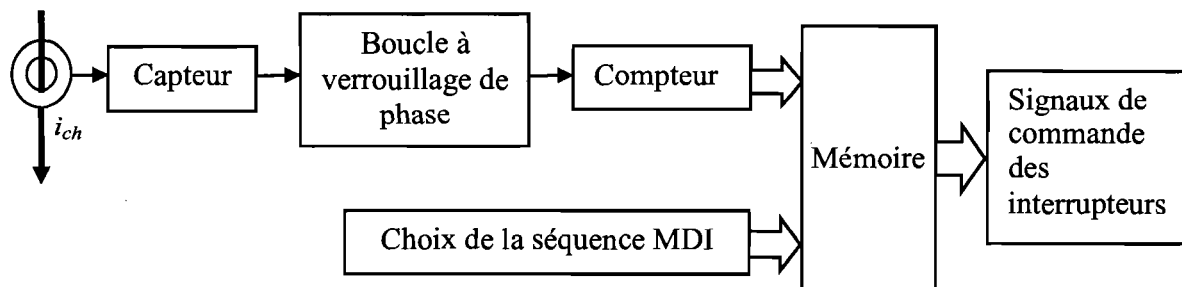 i_ch
Capteur
Boucle à
verrouillage de
phase
Compteur
Mémoire
Signaux de
commande
des
interrupteurs
Choix de la séquence MDI